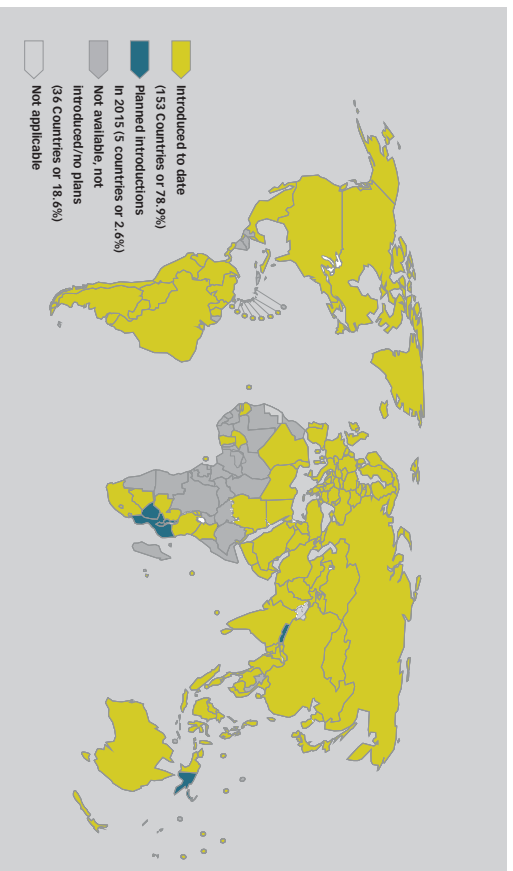 Introduced to date
(153 Countries or 78.9%)
Planned introductions
In 2015 (5 countries or 2.6%)
Not available, not
introduced/no plans
(36 Countries or 18.6%)
Not applicable